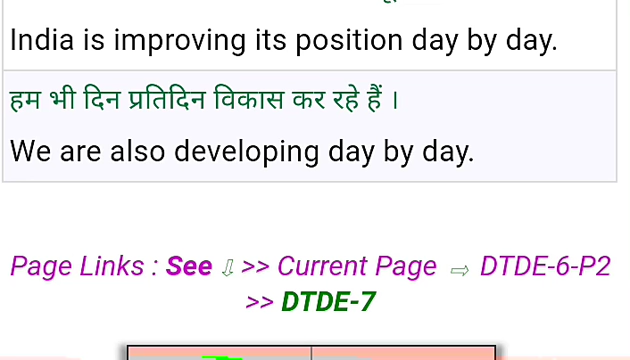 India is improving its position day by day.
हम भी दिन प्रतिदिन विकास कर रहे हैं ।
We are also developing day by day.
Page Links : See ⇩ >> Current Page ⇨ DTDE-6-P2
>> DTDE-7